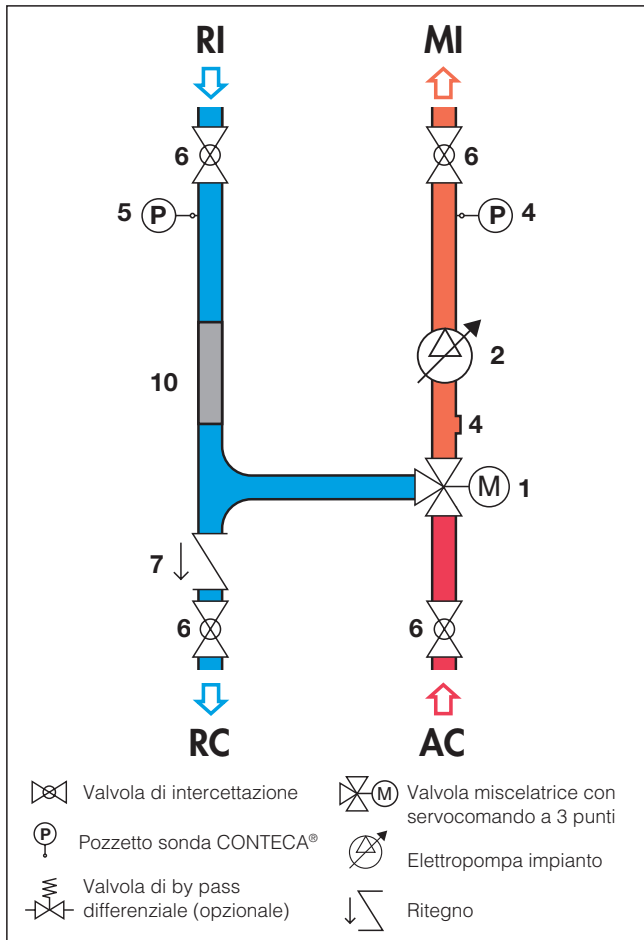 RI MI
6 6
5 P P 4
2
10
4
M 1
7
6 6
RC AC
Valvola di intercettazione
P Pozzetto sonda CONTECA®
Valvola di by pass
differenziale (opzionale)
M Valvola miscelatrice con
servocomando a 3 punti
Elettropompa impianto
Ritegno